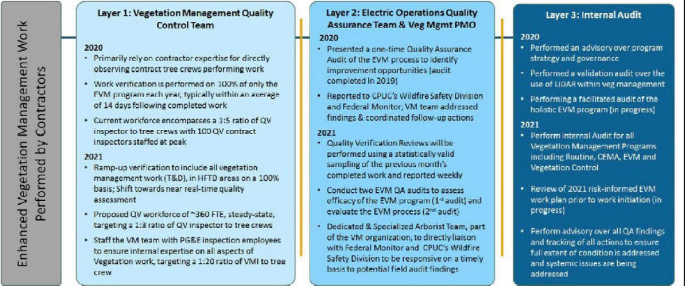 Enhanced Vegetation Management Work
Performed by Contractors
Layer 1: Vegetation Management Quality
Control Team
2020
• Primarily rely on contractor expertise for directly
observing contract tree crews performing work
• Work verification is performed on 100% of only the
EVM program each year, typically within an average
of 14 days following completed work
• Current workforce encompasses a 1:5 ratio of QV
inspector to tree crews with 100 QV contract
inspectors staffed at peak
2021
• Ramp-up verification to include all vegetation
management work (T&D), in HFTD areas on a 100%
basis; Shift towards near real-time quality
assessment
• Proposed QV workforce of ~360 FTE, steady-state,
targeting a 1:3 ratio of QV inspector to tree crews
• Staff the VM team with PG&E inspection employees
to ensure internal expertise on all aspects of
Vegetation work, targeting a 1:20 ratio of VMI to tree
crew
Layer 2: Electric Operations Quality
Assurance Team & Veg Mgmt PMO
2020
• Presented a one-time Quality Assurance
Audit of the EVM process to identify
improvement opportunities (audit
completed in 2019)
• Reported to CPUC's Wildfire Safety Division
and Federal Monitor; VM team addressed
findings & coordinated follow-up actions
2021
• Quality Verification Reviews will be
performed using a statistically valid
sampling of the previous month's
completed work and reported weekly
• Conduct two EVM QA audits to assess
efficacy of the EVM program (1st audit) and
evaluate the EVM process (2nd audit)
• Dedicated & Specialized Arborist Team, part
of the VM organization, to directly liaison
with Federal Monitor and CPUC's Wildfire
Safety Division to be responsive on a timely
basis to potential field audit findings
Layer 3: Internal Audit
2020
• Performed an advisory over program
strategy and governance
• Performed a validation audit over the
use of LiDAR within veg management
• Performing a facilitated audit of the
holistic EVM program (in progress)
2021
• Perform Internal Audit for all
Vegetation Management Programs
including Routine, CEMA, EVM and
Vegetation Control
• Review of 2021 risk-informed EVM
work plan prior to work initiation (in
progress)
• Perform advisory over all QA findings
and tracking of all actions to ensure
full extent of condition is addressed
and systemic issues are being
addressed